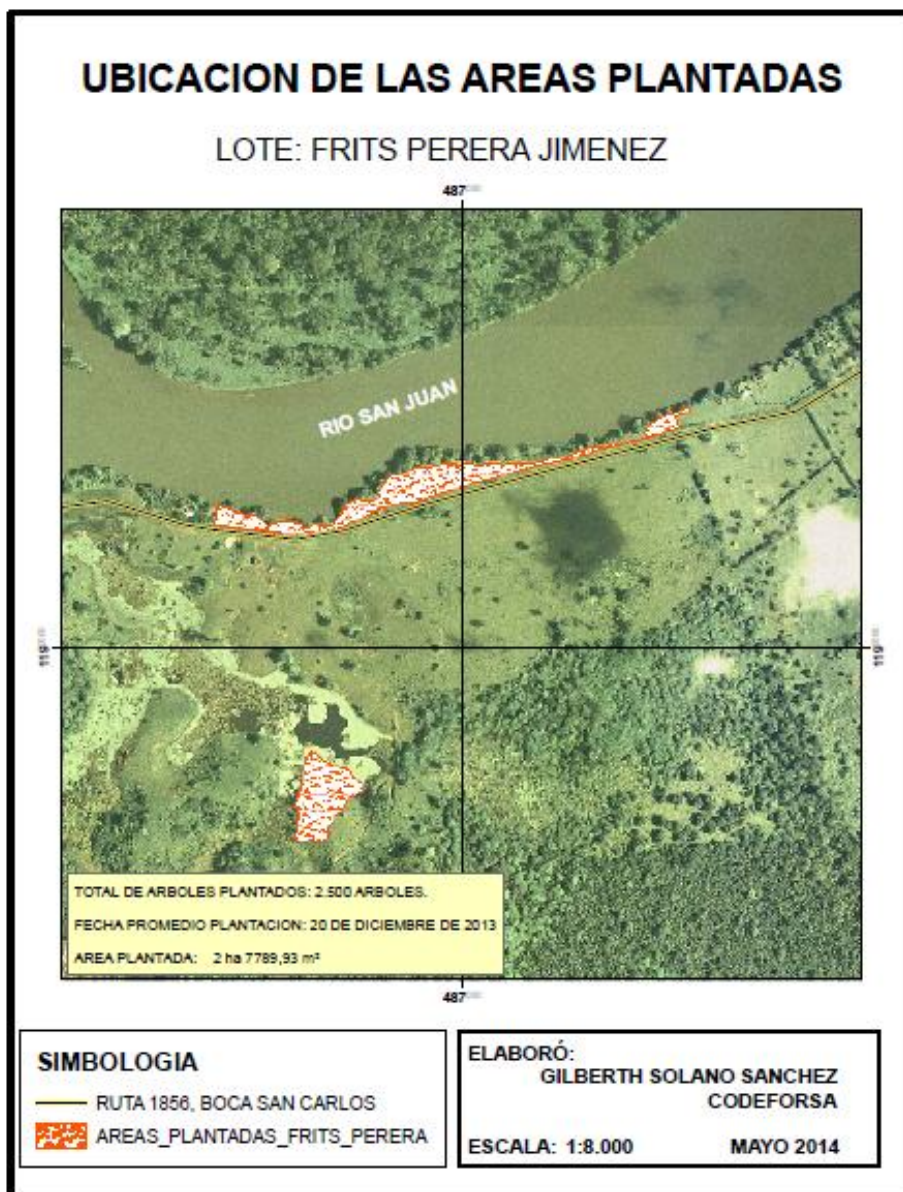 UBICACION DE LAS AREAS PLANTADAS
LOTE: FRITS PERERA JIMENEZ
487
RIO SAN JUAN
119
119
TOTAL DE ARBOLES PLANTADOS: 2.500 ARBOLES.
FECHA PROMEDIO PLANTACION: 20 DE DICIEMBRE DE 2013
AREA PLANTADA: 2 ha 7789,93 m²
487
SIMBOLOGIA
RUTA 1856, BOCA SAN CARLOS
AREAS_PLANTADAS_FRITS_PERERA
ELABORÓ:
GILBERTH SOLANO SANCHEZ
CODEFORSA
ESCALA: 1:8.000 MAYO 2014